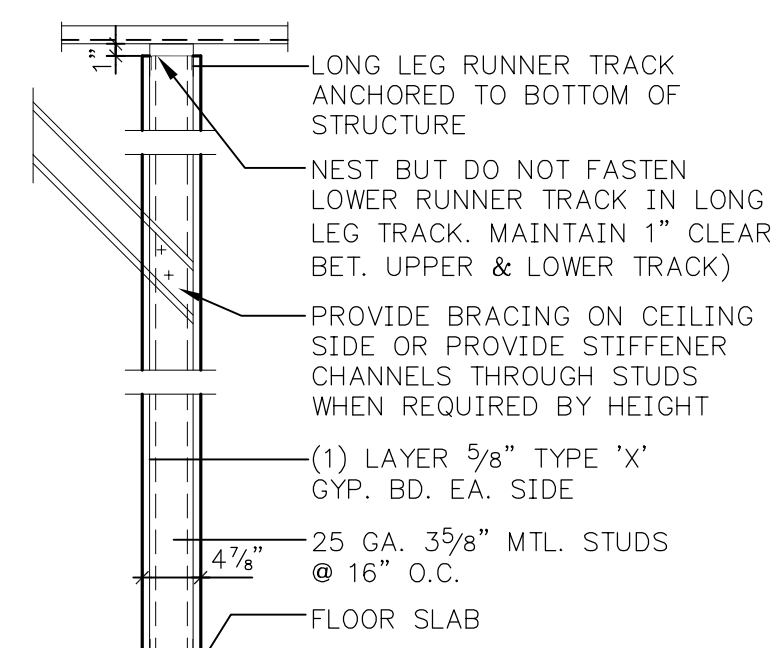 1"
LONG LEG RUNNER TRACK
ANCHORED TO BOTTOM OF
STRUCTURE
NEST BUT DO NOT FASTEN
LOWER RUNNER TRACK IN LONG
LEG TRACK. MAINTAIN 1" CLEAR
BET. UPPER & LOWER TRACK)
PROVIDE BRACING ON CEILING
SIDE OR PROVIDE STIFFENER
CHANNELS THROUGH STUDS
WHEN REQUIRED BY HEIGHT
(1) LAYER 5/8" TYPE 'X'
GYP. BD. EA. SIDE
25 GA. 3 5/8" MTL. STUDS
@ 16" O.C.
4 7/8"
FLOOR SLAB